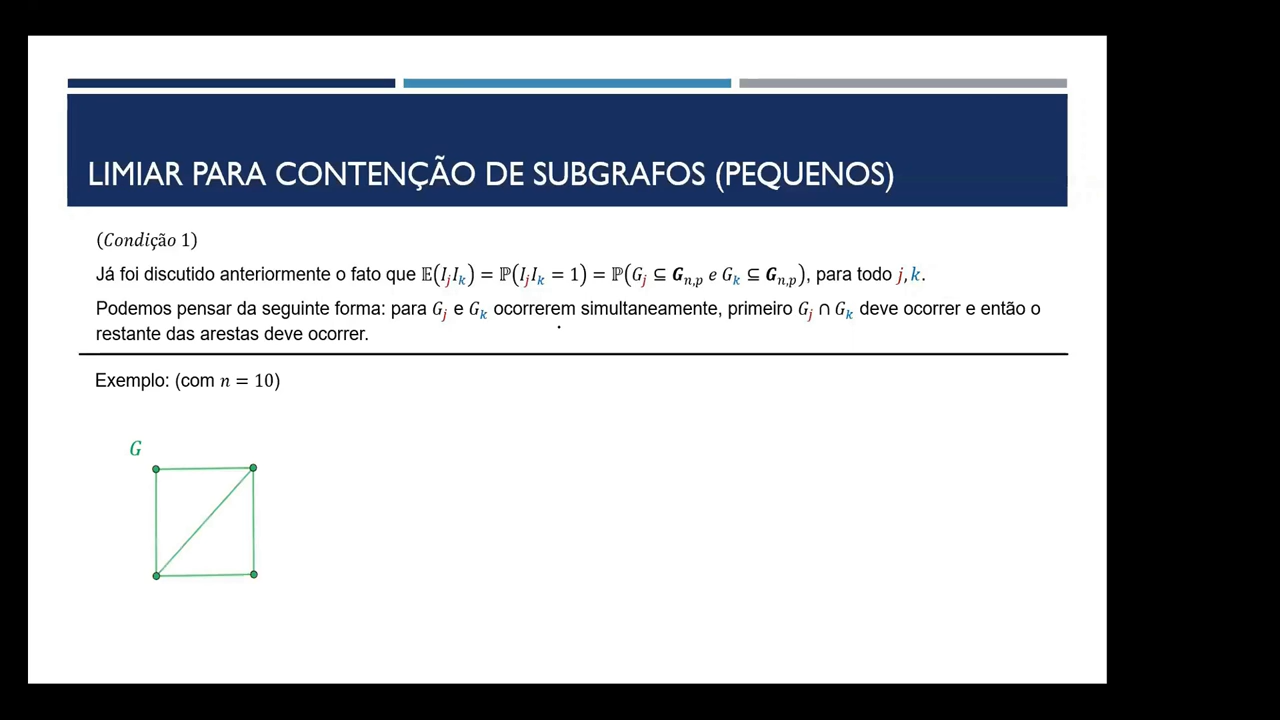 LIMIAR PARA CONTENÇÃO DE SUBGRAFOS (PEQUENOS)
(Condição 1)
Já foi discutido anteriormente o fato que 𝔼(I_j I_k) = ℙ(I_j I_k = 1) = ℙ(G_j ⊆ G_{n,p} e G_k ⊆ G_{n,p}), para todo j, k.
Podemos pensar da seguinte forma: para G_j e G_k ocorrerem simultaneamente, primeiro G_j ∩ G_k deve ocorrer e então o
restante das arestas deve ocorrer.
Exemplo: (com n = 10)
G